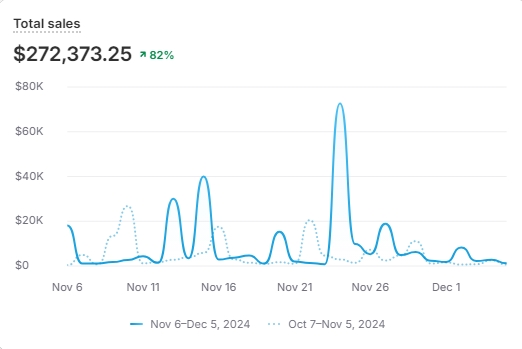 Total sales
$272,373.25 ↗ 82%
$80K
$60K
$40K
$20K
$0
Nov 6 Nov 11 Nov 16 Nov 21 Nov 26 Dec 1
Nov 6–Dec 5, 2024 Oct 7–Nov 5, 2024